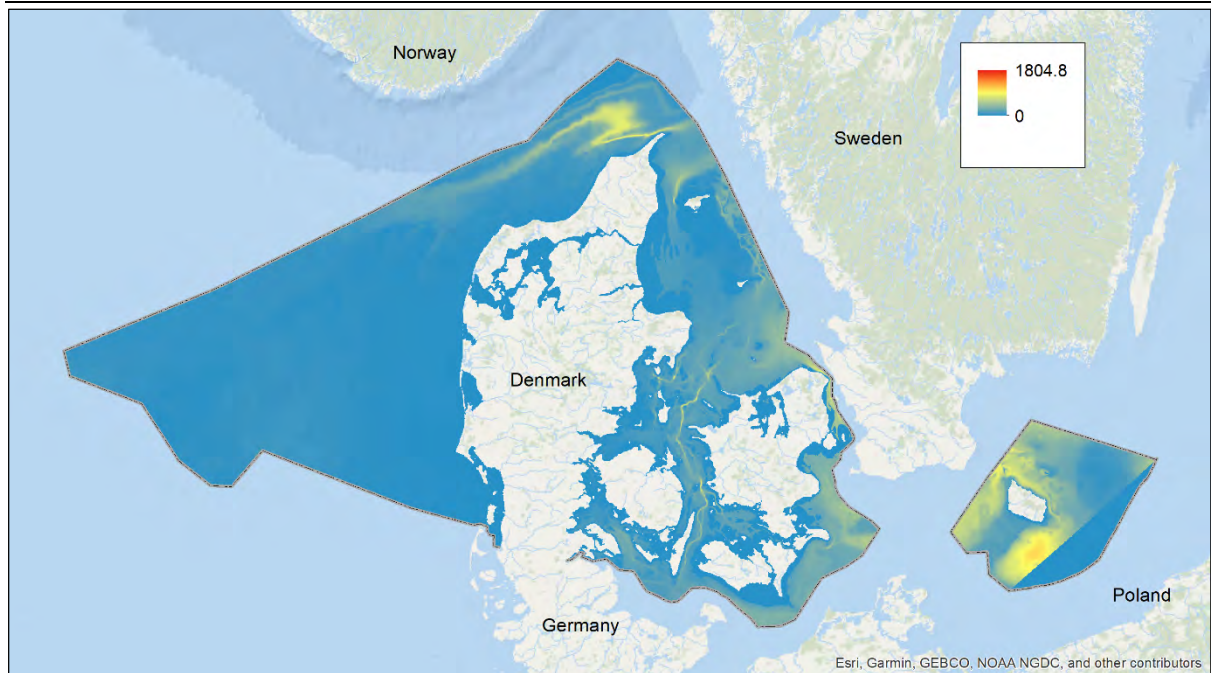 Norway
1804.8
0
Sweden
Denmark
Poland
Germany
Esri, Garmin, GEBCO, NOAA NGDC, and other contributors